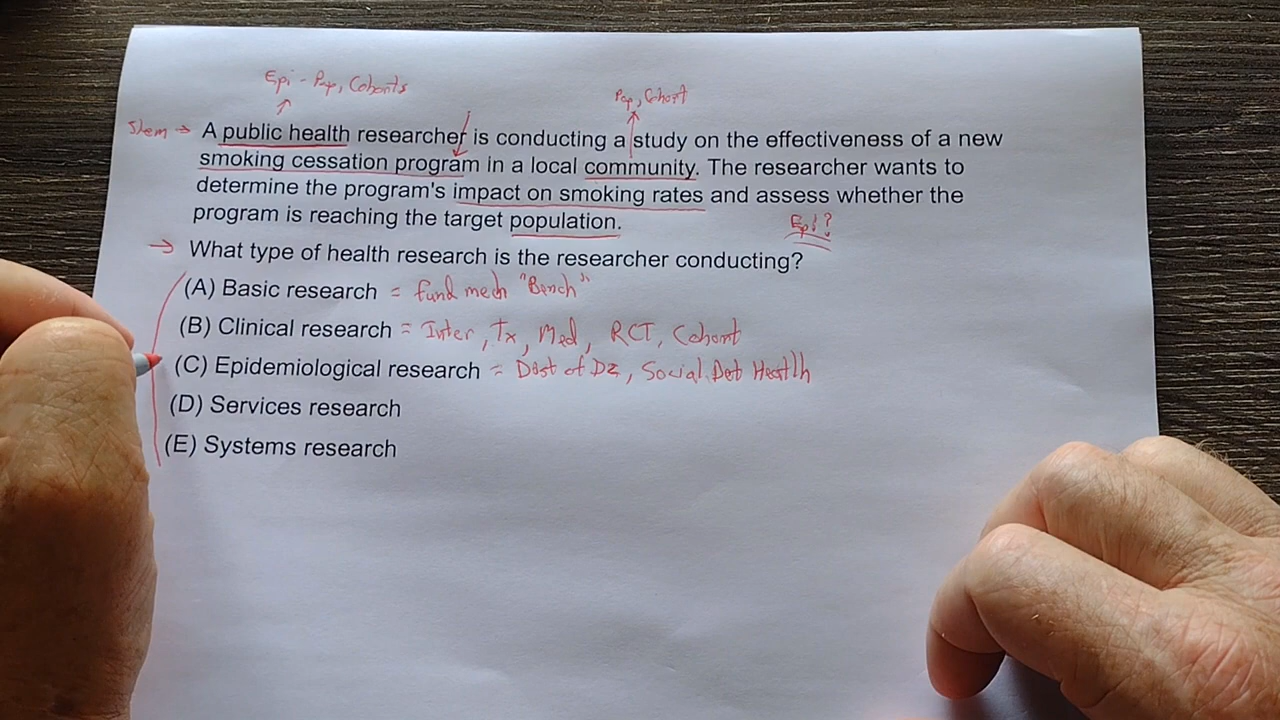 Epi - Pop, Cohorts
Pop, Cohort
Stem → A public health researcher is conducting a study on the effectiveness of a new
smoking cessation program in a local community. The researcher wants to
determine the program's impact on smoking rates and assess whether the
program is reaching the target population.
Epi?
→ What type of health research is the researcher conducting?
(A) Basic research = fund mech "Bench"
(B) Clinical research = Inter, Tx, Med, RCT, Cohort
(C) Epidemiological research = Dist of Dz, Social Det Health
(D) Services research
(E) Systems research